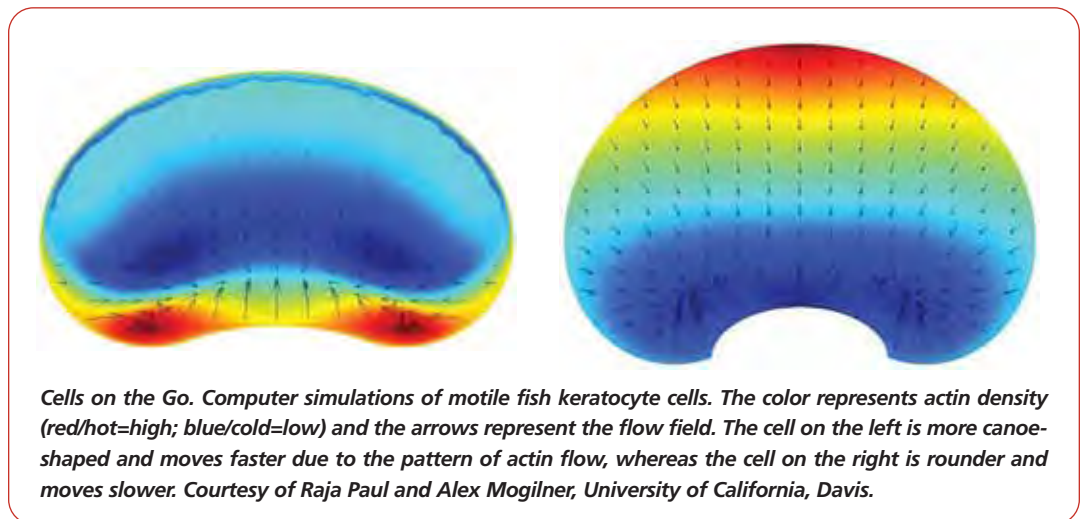 Cells on the Go. Computer simulations of motile fish keratocyte cells. The color represents actin density
(red/hot=high; blue/cold=low) and the arrows represent the flow field. The cell on the left is more canoe-
shaped and moves faster due to the pattern of actin flow, whereas the cell on the right is rounder and
moves slower. Courtesy of Raja Paul and Alex Mogilner, University of California, Davis.